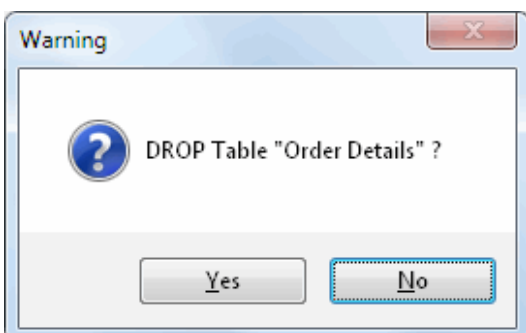 Warning
DROP Table "Order Details" ?
Yes
No